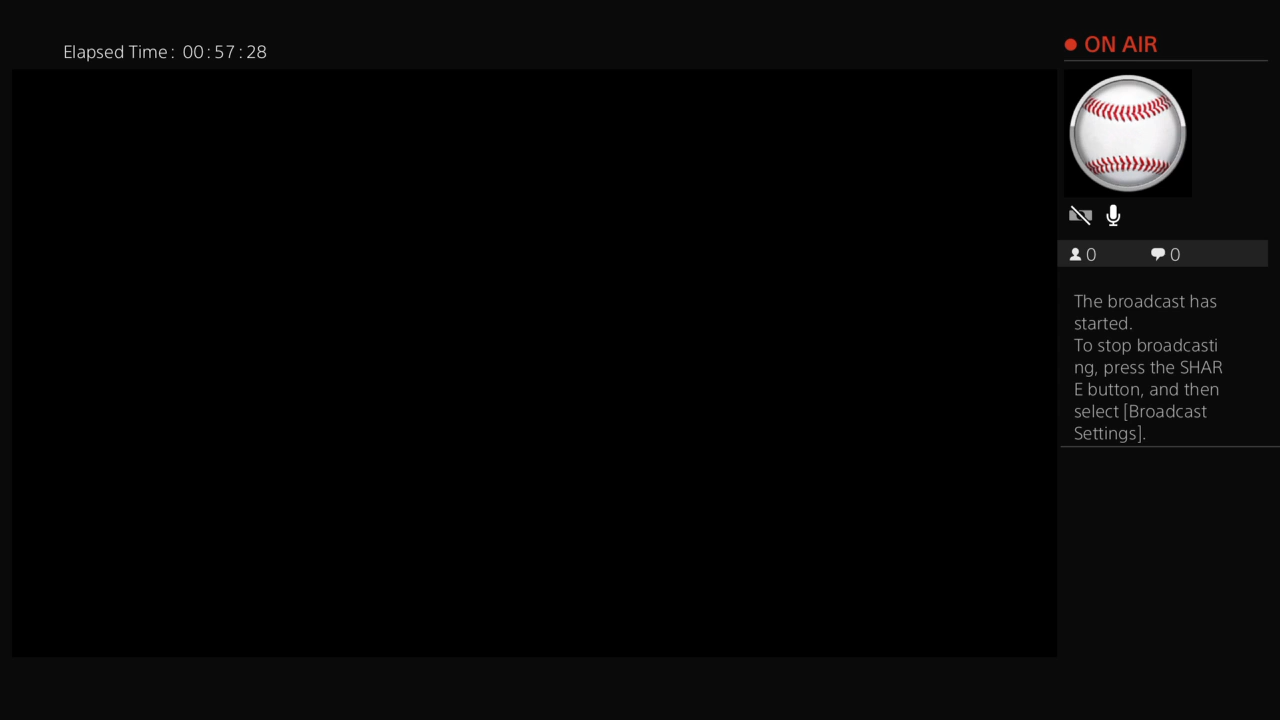 Elapsed Time: 00:57:28
ON AIR
0 0
The broadcast has
started.
To stop broadcasti
ng, press the SHAR
E button, and then
select [Broadcast
Settings].